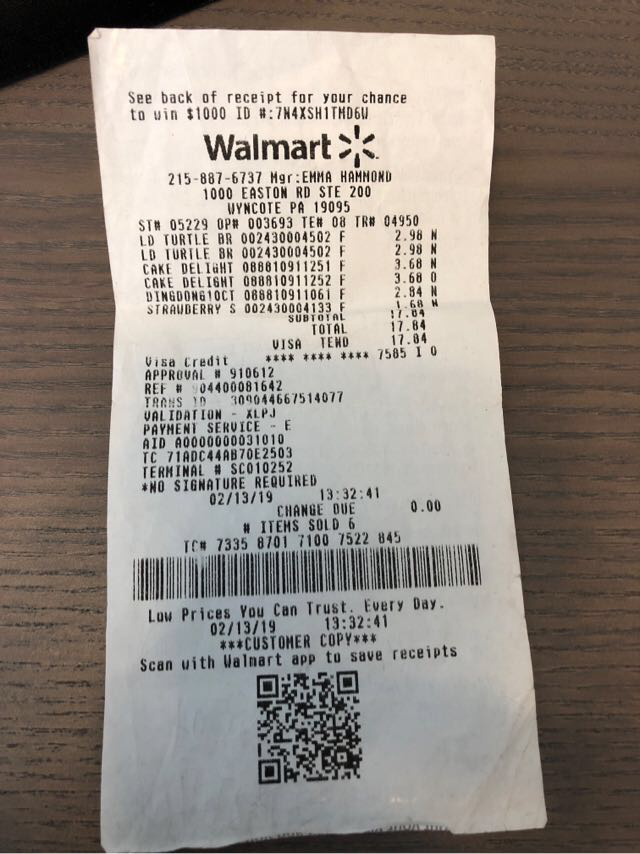 See back of receipt for your chance
to win $1000 ID #:7N4XSH1TMD6W
Walmart
215-887-6737 Mgr:EMMA HAMMOND
1000 EASTON RD STE 200
WYNCOTE PA 19095
ST# 05229 OP# 003693 TE# 08 TR# 04950
LD TURTLE BR 002430004502 F 2.98 N
LD TURTLE BR 002430004502 F 2.98 N
CAKE DELIGHT 088810911251 F 3.68 N
CAKE DELIGHT 088810911252 F 3.68 O
DINGDONG10CT 088810911061 F 2.84 N
STRAWBERRY S 002430004133 F 1.68 N
SUBTOTAL 17.84
TOTAL 17.84
VISA TEND 17.84
Visa Credit **** **** **** 7585 I 0
APPROVAL # 910612
REF # 904400081642
TRANS ID - 309044667514077
VALIDATION - XLPJ
PAYMENT SERVICE - E
AID A0000000031010
TC 71ADC44AB70E2503
TERMINAL # SC010252
*NO SIGNATURE REQUIRED
02/13/19 13:32:41
CHANGE DUE 0.00
# ITEMS SOLD 6
TC# 7335 8701 7100 7522 845
Low Prices You Can Trust. Every Day.
02/13/19 13:32:41
***CUSTOMER COPY***
Scan with Walmart app to save receipts